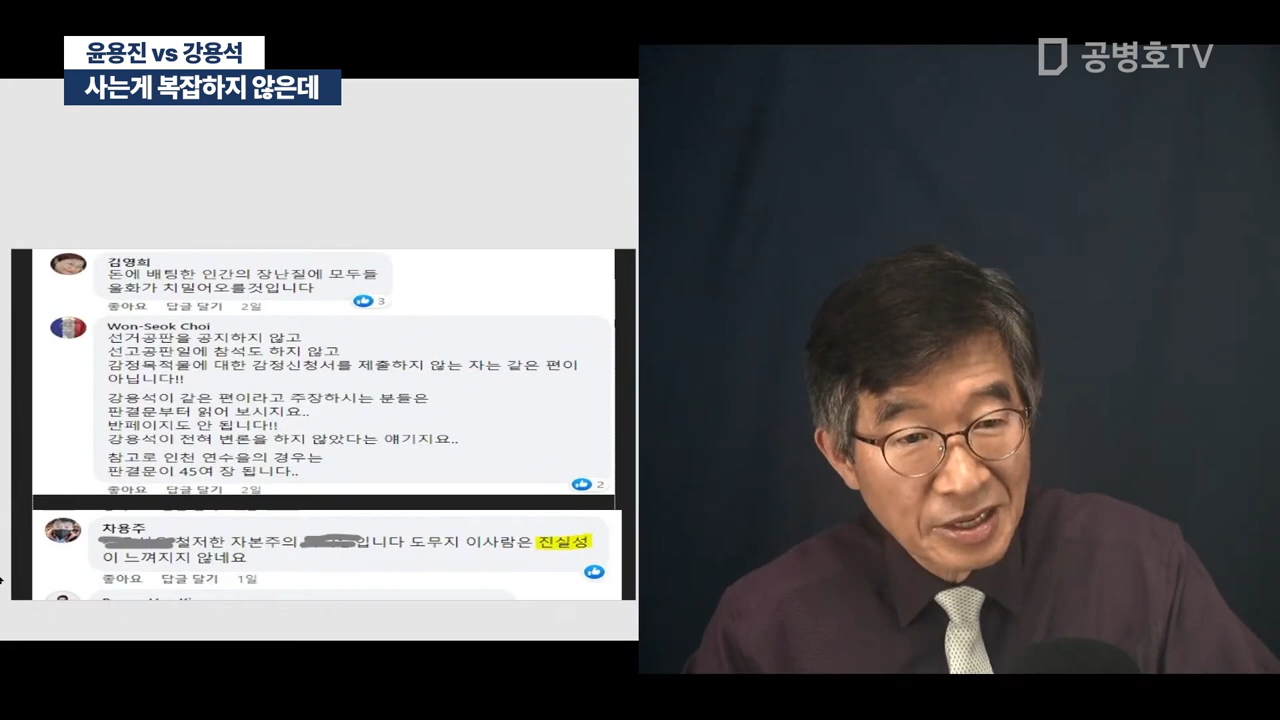 윤용진 vs 강용석
사는게 복잡하지 않은데
공병호TV
김영희
돈에 배팅한 인간의 장난질에 모두들
울화가 치밀어오를것입니다
3
좋아요 답글 달기 2일
Won-Seok Choi
선거공판을 공지하지 않고
선고공판일에 참석도 하지 않고
감정목적물에 대한 감정신청서를 제출하지 않는 자는 같은 편이
아닙니다!!
강용석이 같은 편이라고 주장하시는 분들은
판결문부터 읽어 보시지요..
반페이지도 안 됩니다!!
강용석이 전혀 변론을 하지 않았다는 얘기지요..
참고로 인천 연수을의 경우는
판결문이 45여 장 됩니다..
2
좋아요 답글 달기 2일
차용주
철저한 자본주의 입니다 도무지 이사람은 진실성
이 느껴지지 않네요
좋아요 답글 달기 1일